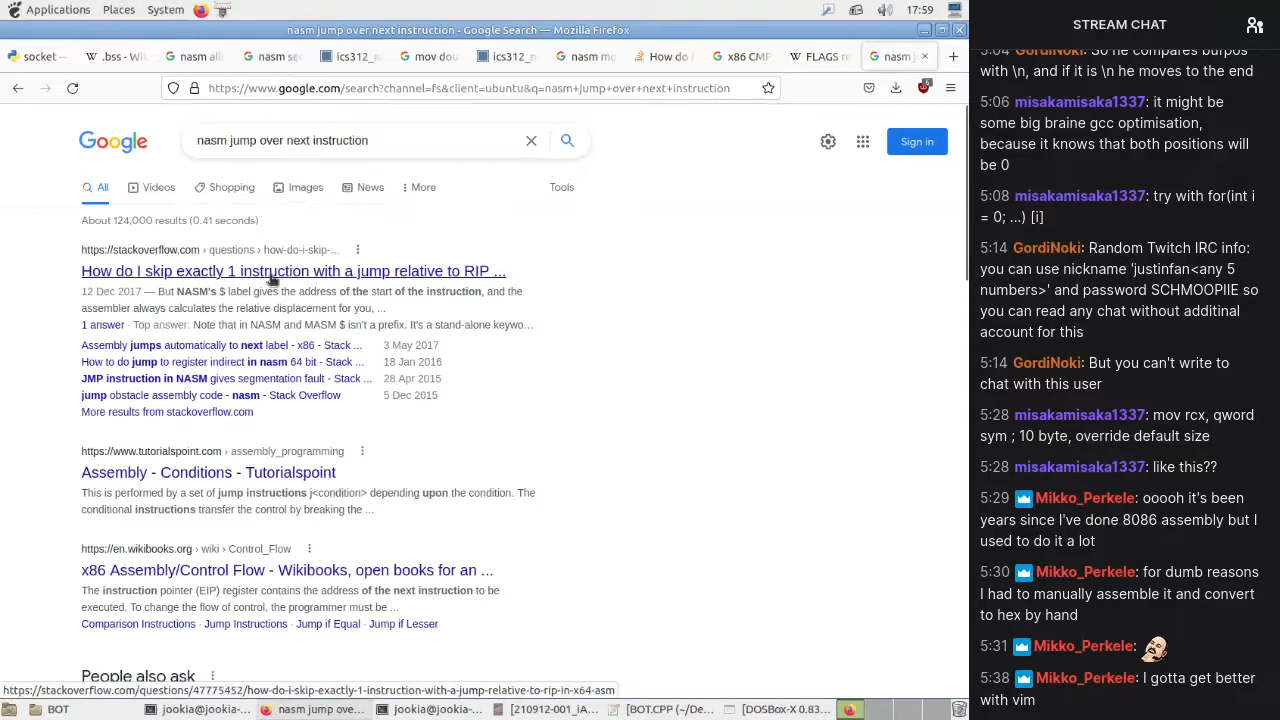 Applications Places System 17:59
nasm jump over next instruction - Google Search — Mozilla Firefox
socket — .bss - Wik nasm all nasm sec ics312_n mov dou ics312_n nasm mo How do i x86 CMP FLAGS re nasm ju
https://www.google.com/search?channel=fs&client=ubuntu&q=nasm+jump+over+next+instruction
Google
nasm jump over next instruction
Sign in
All Videos Shopping Images News More Tools
About 124,000 results (0.41 seconds)
https://stackoverflow.com › questions › how-do-i-skip-...
How do I skip exactly 1 instruction with a jump relative to RIP ...
12 Dec 2017 — But NASM's $ label gives the address of the start of the instruction, and the
assembler always calculates the relative displacement for you, ...
1 answer · Top answer: Note that in NASM and MASM $ isn't a prefix. It's a stand-alone keywo…
Assembly jumps automatically to next label - x86 - Stack ... 3 May 2017
How to do jump to register indirect in nasm 64 bit - Stack ... 18 Jan 2016
JMP instruction in NASM gives segmentation fault - Stack ... 28 Apr 2015
jump obstacle assembly code - nasm - Stack Overflow 5 Dec 2015
More results from stackoverflow.com
https://www.tutorialspoint.com › assembly_programming
Assembly - Conditions - Tutorialspoint
This is performed by a set of jump instructions j<condition> depending upon the condition. The
conditional instructions transfer the control by breaking the ...
https://en.wikibooks.org › wiki › Control_Flow
x86 Assembly/Control Flow - Wikibooks, open books for an ...
The instruction pointer (EIP) register contains the address of the next instruction to be
executed. To change the flow of control, the programmer must be ...
Comparison Instructions · Jump Instructions · Jump if Equal · Jump if Lesser
People also ask
https://stackoverflow.com/questions/47775452/how-do-i-skip-exactly-1-instruction-with-a-jump-relative-to-rip-in-x64-asm
BOT jookia@jookia-... nasm jump ove... jookia@jookia-... [210912-001_iA... [BOT.CPP (~/De... [DOSBox-X 0.83...
STREAM CHAT
5:04 GordiNoki: So he compares bufpos
with \n, and if it is \n he moves to the end
5:06 misakamisaka1337: it might be
some big braine gcc optimisation,
because it knows that both positions will
be 0
5:08 misakamisaka1337: try with for(int i
= 0; ...) [i]
5:14 GordiNoki: Random Twitch IRC info:
you can use nickname 'justinfan<any 5
numbers>' and password SCHMOOPIIE so
you can read any chat without additinal
account for this
5:14 GordiNoki: But you can't write to
chat with this user
5:28 misakamisaka1337: mov rcx, qword
sym ; 10 byte, override default size
5:28 misakamisaka1337: like this??
5:29 Mikko_Perkele: ooooh it's been
years since I've done 8086 assembly but I
used to do it a lot
5:30 Mikko_Perkele: for dumb reasons
I had to manually assemble it and convert
to hex by hand
5:31 Mikko_Perkele:
5:38 Mikko_Perkele: I gotta get better
with vim